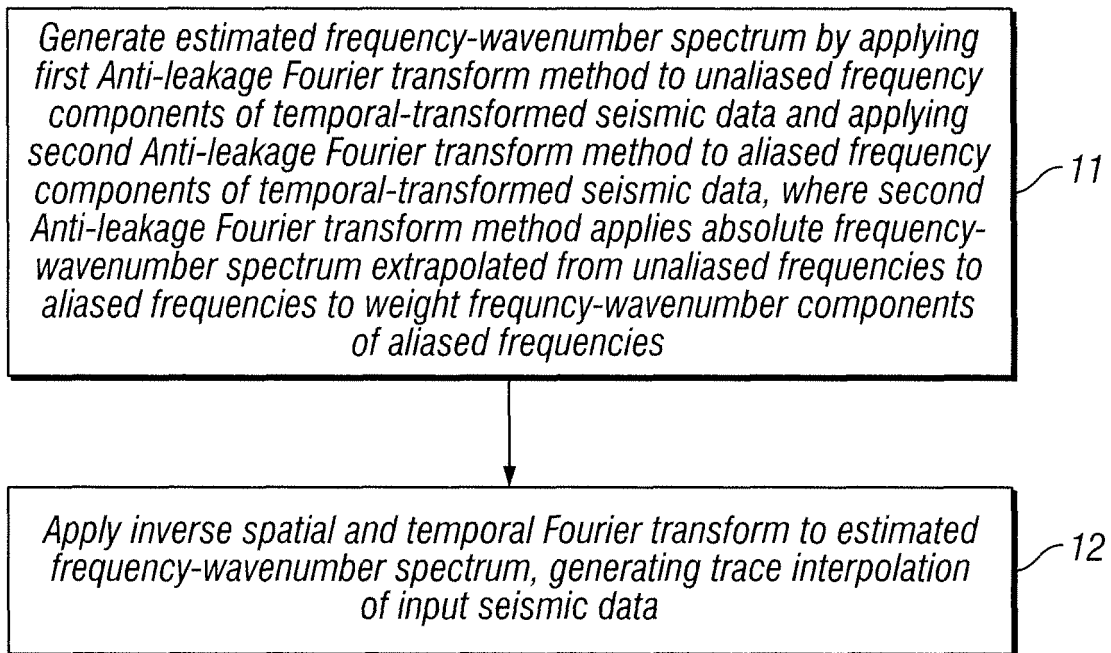 Generate estimated frequency-wavenumber spectrum by applying
first Anti-leakage Fourier transform method to unaliased frequency
components of temporal-transformed seismic data and applying
second Anti-leakage Fourier transform method to aliased frequency
components of temporal-transformed seismic data, where second
Anti-leakage Fourier transform method applies absolute frequency-
wavenumber spectrum extrapolated from unaliased frequencies to
aliased frequencies to weight frequncy-wavenumber components
of aliased frequencies
11
Apply inverse spatial and temporal Fourier transform to estimated
frequency-wavenumber spectrum, generating trace interpolation
of input seismic data
12